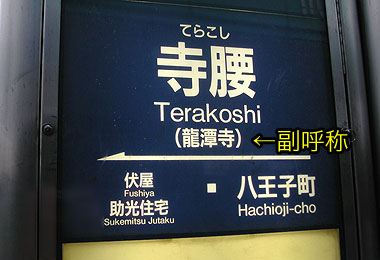 てらこし
寺腰
Terakoshi
(龍潭寺)
←副呼称
伏屋
Fushiya
助光住宅
Sukemitsu Jutaku
八王子町
Hachioji-cho